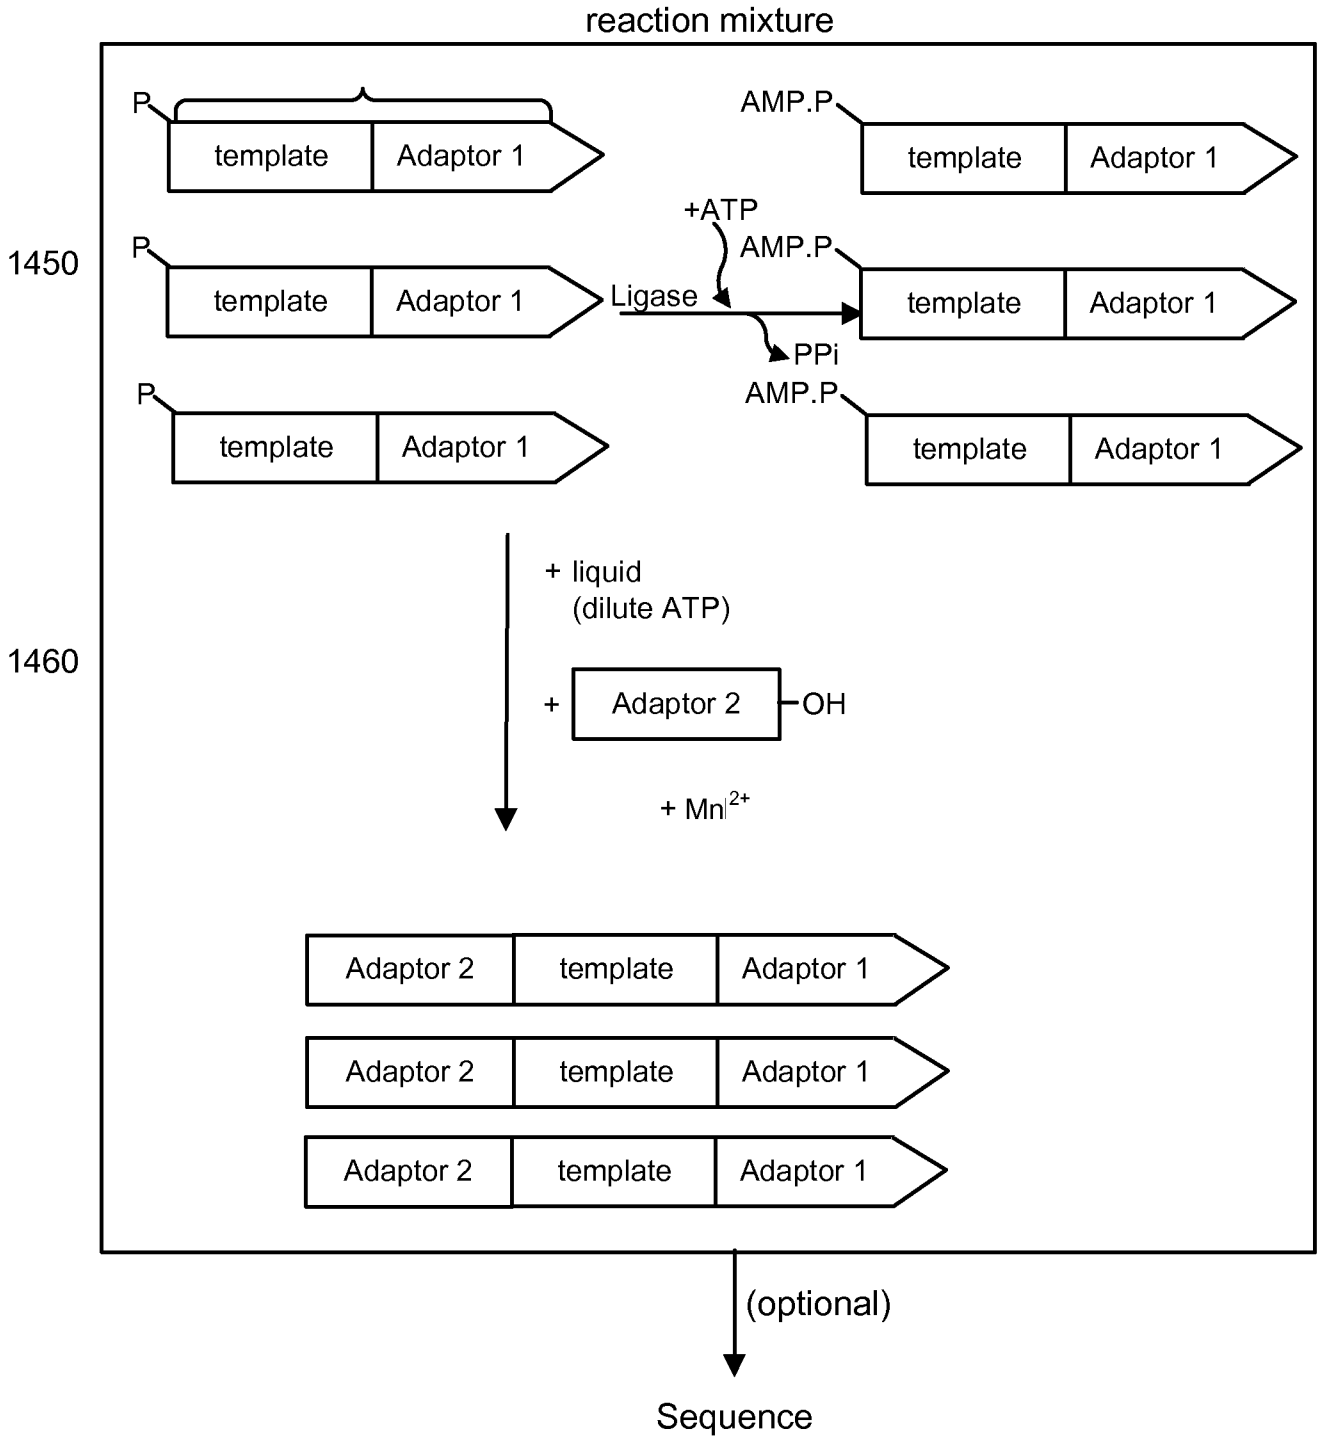 reaction mixture
P
AMP.P
template Adaptor 1
template Adaptor 1
+ATP
1450
P
AMP.P
template Adaptor 1
Ligase
template Adaptor 1
PPi
P
AMP.P
template Adaptor 1
template Adaptor 1
+ liquid
(dilute ATP)
1460
+ Adaptor 2 OH
+ Mn2+
Adaptor 2 template Adaptor 1
Adaptor 2 template Adaptor 1
Adaptor 2 template Adaptor 1
(optional)
Sequence